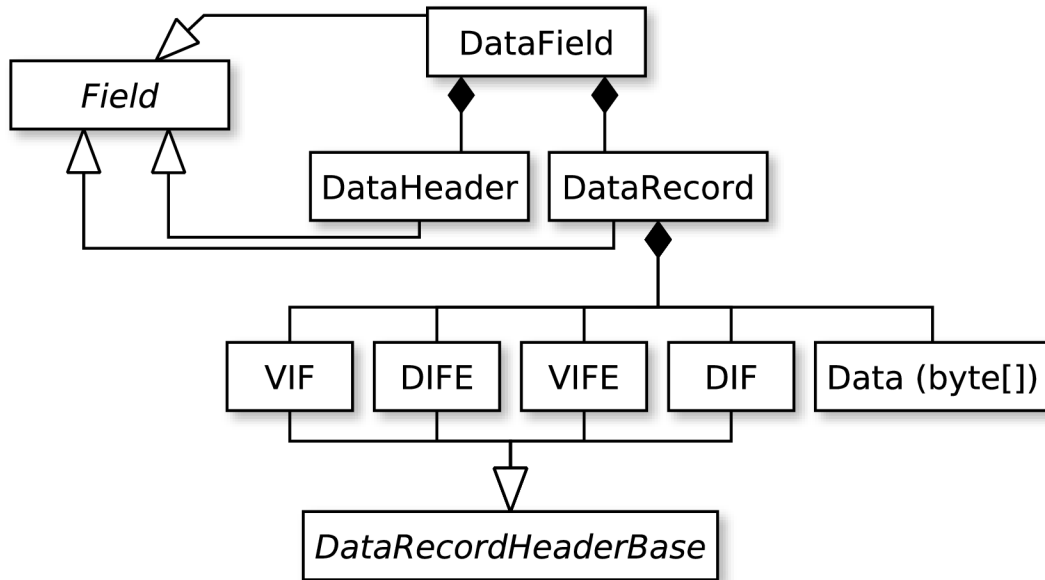 DataField
Field
DataHeader
DataRecord
VIF
DIFE
VIFE
DIF
Data (byte[])
DataRecordHeaderBase